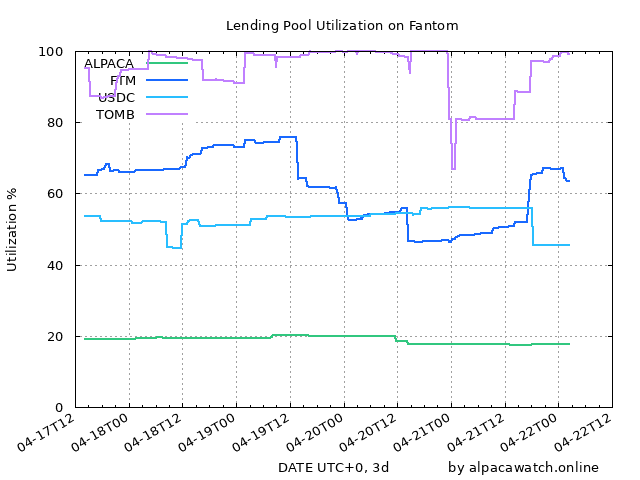 Lending Pool Utilization on Fantom
100
80
60
40
20
0
Utilization %
ALPACA
FTM
USDC
TOMB
04-17T12
04-18T00
04-18T12
04-19T00
04-19T12
04-20T00
04-20T12
04-21T00
04-21T12
04-22T00
04-22T12
DATE UTC+0, 3d
by alpacawatch.online